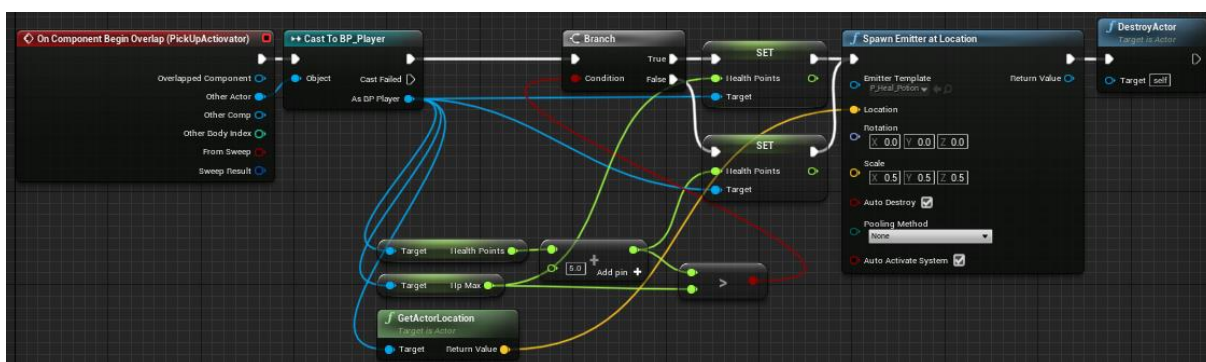 On Component Begin Overlap (PickUpActiovator)
Overlapped Component
Other Actor
Other Comp
Other Body Index
From Sweep
Sweep Result
Cast To BP_Player
Object
Cast Failed
As BP Player
Branch
True
Condition
False
SET
Health Points
Target
SET
Health Points
Target
Target
Health Points
Target
Hp Max
5.0
+
Add pin +
>
GetActorLocation
Target is Actor
Target
Return Value
Spawn Emitter at Location
Emitter Template
P_Heal_Potion
Return Value
Location
Rotation
X 0.0 Y 0.0 Z 0.0
Scale
X 0.5 Y 0.5 Z 0.5
Auto Destroy
Pooling Method
None
Auto Activate System
DestroyActor
Target is Actor
Target self